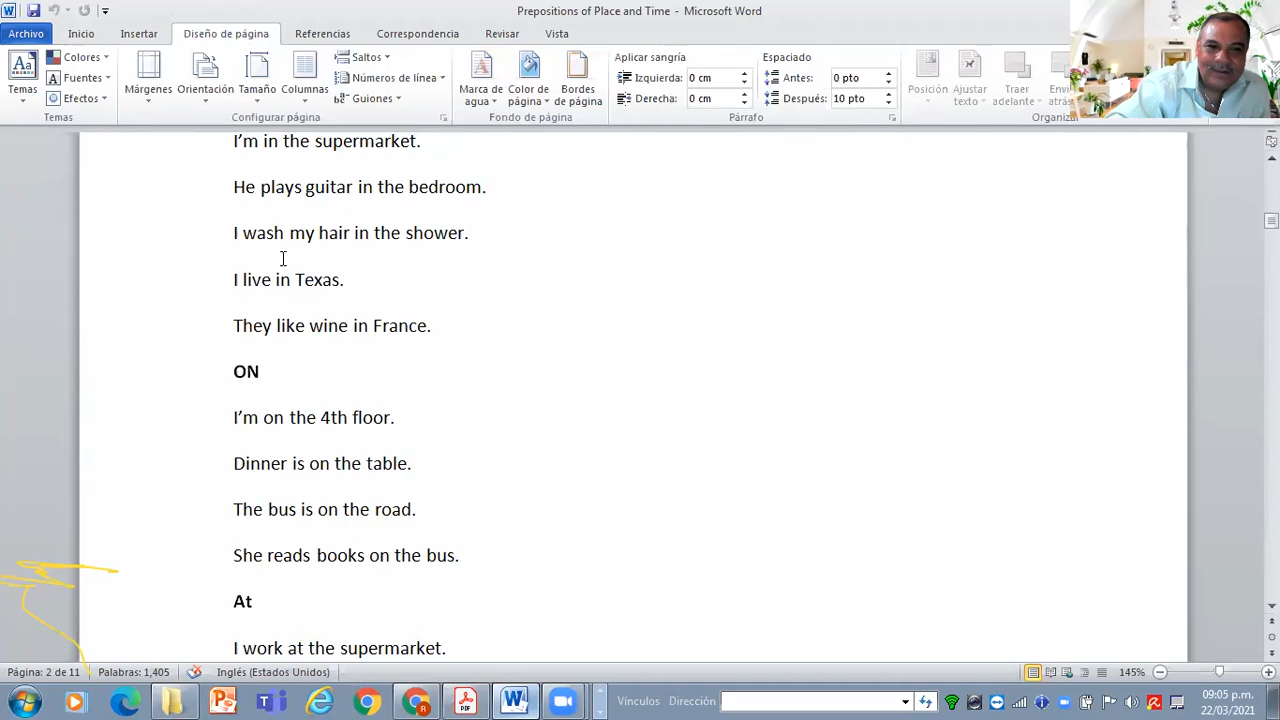 Prepositions of Place and Time - Microsoft Word
Archivo Inicio Insertar Diseño de página Referencias Correspondencia Revisar Vista
Colores Saltos Aplicar sangría Espaciado
Fuentes Números de línea Izquierda: 0 cm Antes: 0 pto
Temas Efectos Márgenes Orientación Tamaño Columnas Guiones Marca de agua Color de página Bordes de página Derecha: 0 cm Después: 10 pto Posición Ajustar texto Traer adelante
Temas Configurar página Fondo de página Párrafo
I'm in the supermarket.
He plays guitar in the bedroom.
I wash my hair in the shower.
I live in Texas.
They like wine in France.
ON
I'm on the 4th floor.
Dinner is on the table.
The bus is on the road.
She reads books on the bus.
At
I work at the supermarket.
Página: 2 de 11 Palabras: 1,405 Inglés (Estados Unidos) 145%
Vínculos Dirección 09:05 p.m.
22/03/2021